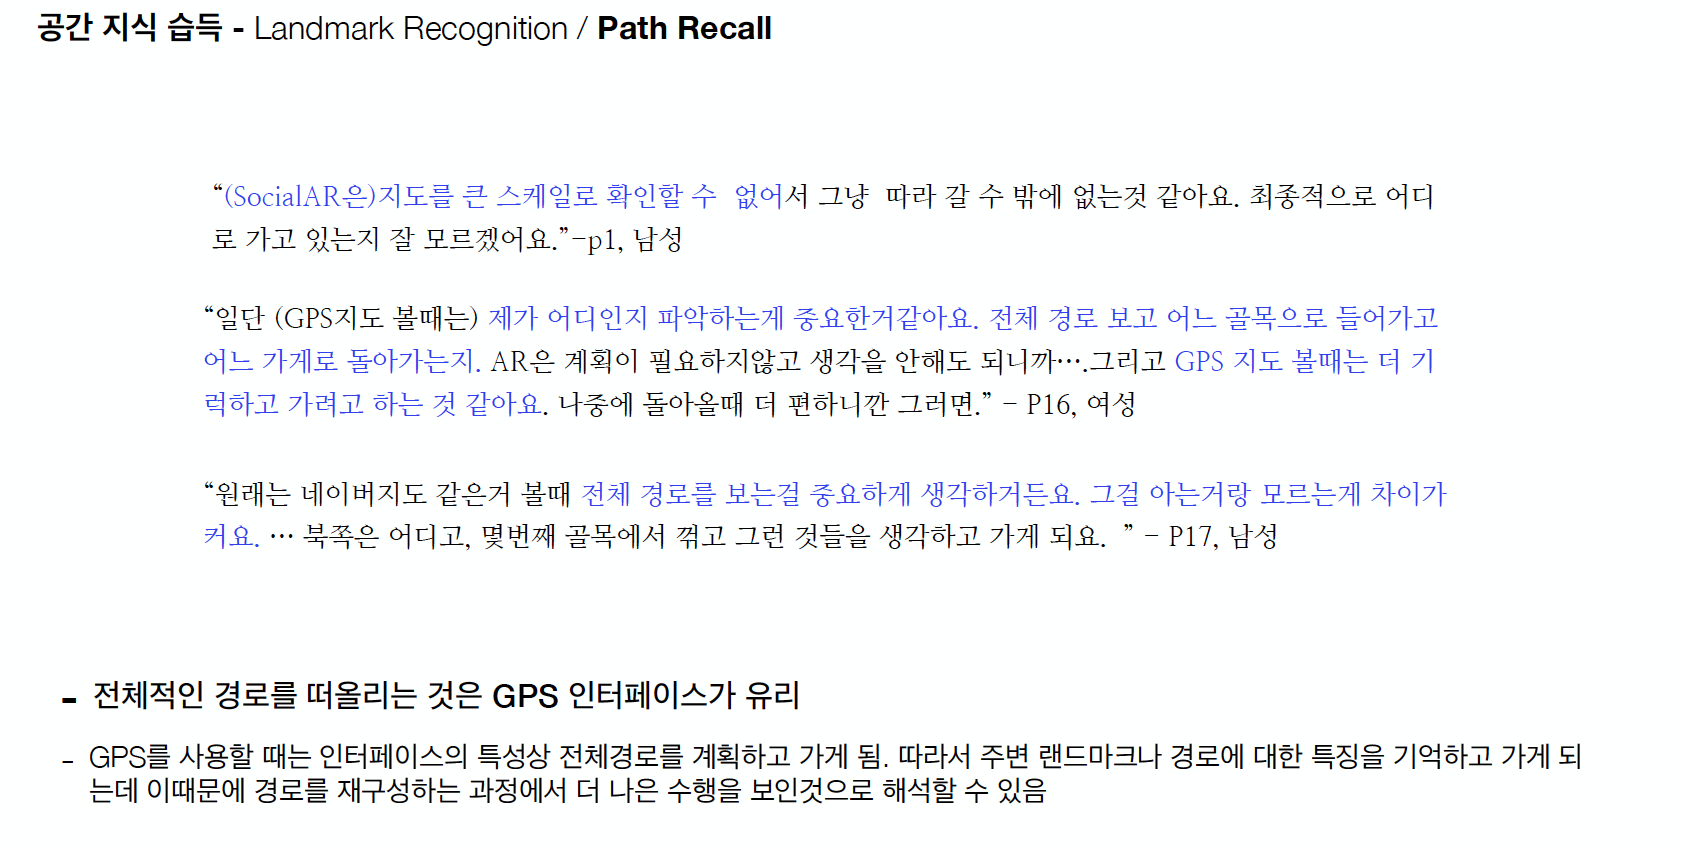 공간 지식 습득 - Landmark Recognition / Path Recall
“(SocialAR은)지도를 큰 스케일로 확인할 수 없어서 그냥 따라 갈 수 밖에 없는것 같아요. 최종적으로 어디
로 가고 있는지 잘 모르겠어요.”-p1, 남성
“일단 (GPS지도 볼때는) 제가 어디인지 파악하는게 중요한거같아요. 전체 경로 보고 어느 골목으로 들어가고
어느 가게로 돌아가는지. AR은 계획이 필요하지않고 생각을 안해도 되니까….그리고 GPS 지도 볼때는 더 기
럭하고 가려고 하는 것 같아요. 나중에 돌아올때 더 편하니깐 그러면.” - P16, 여성
“원래는 네이버지도 같은거 볼때 전체 경로를 보는걸 중요하게 생각하거든요. 그걸 아는거랑 모르는게 차이가
커요. … 북쪽은 어디고, 몇번째 골목에서 꺾고 그런 것들을 생각하고 가게 되요. ” - P17, 남성
- 전체적인 경로를 떠올리는 것은 GPS 인터페이스가 유리
- GPS를 사용할 때는 인터페이스의 특성상 전체경로를 계획하고 가게 됨. 따라서 주변 랜드마크나 경로에 대한 특징을 기억하고 가게 되
는데 이때문에 경로를 재구성하는 과정에서 더 나은 수행을 보인것으로 해석할 수 있음